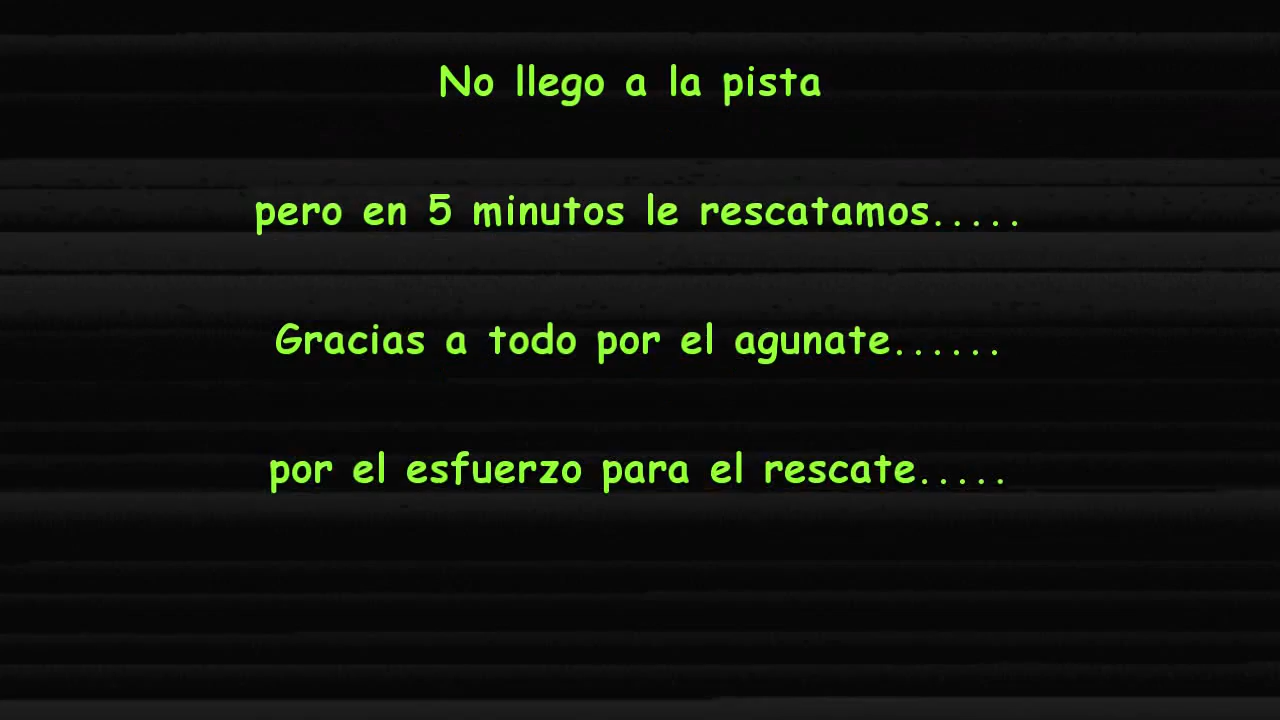 No llego a la pista
pero en 5 minutos le rescatamos.....
Gracias a todo por el agunate......
por el esfuerzo para el rescate.....